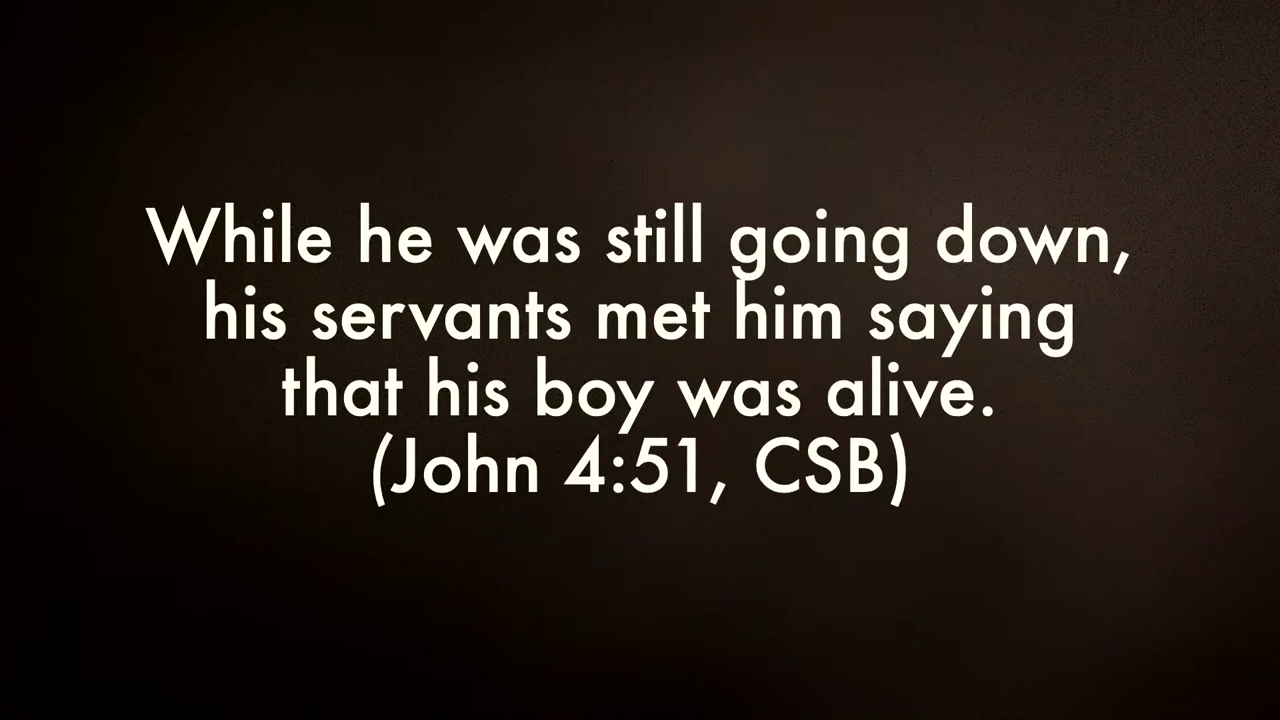 While he was still going down,
his servants met him saying
that his boy was alive.
(John 4:51, CSB)